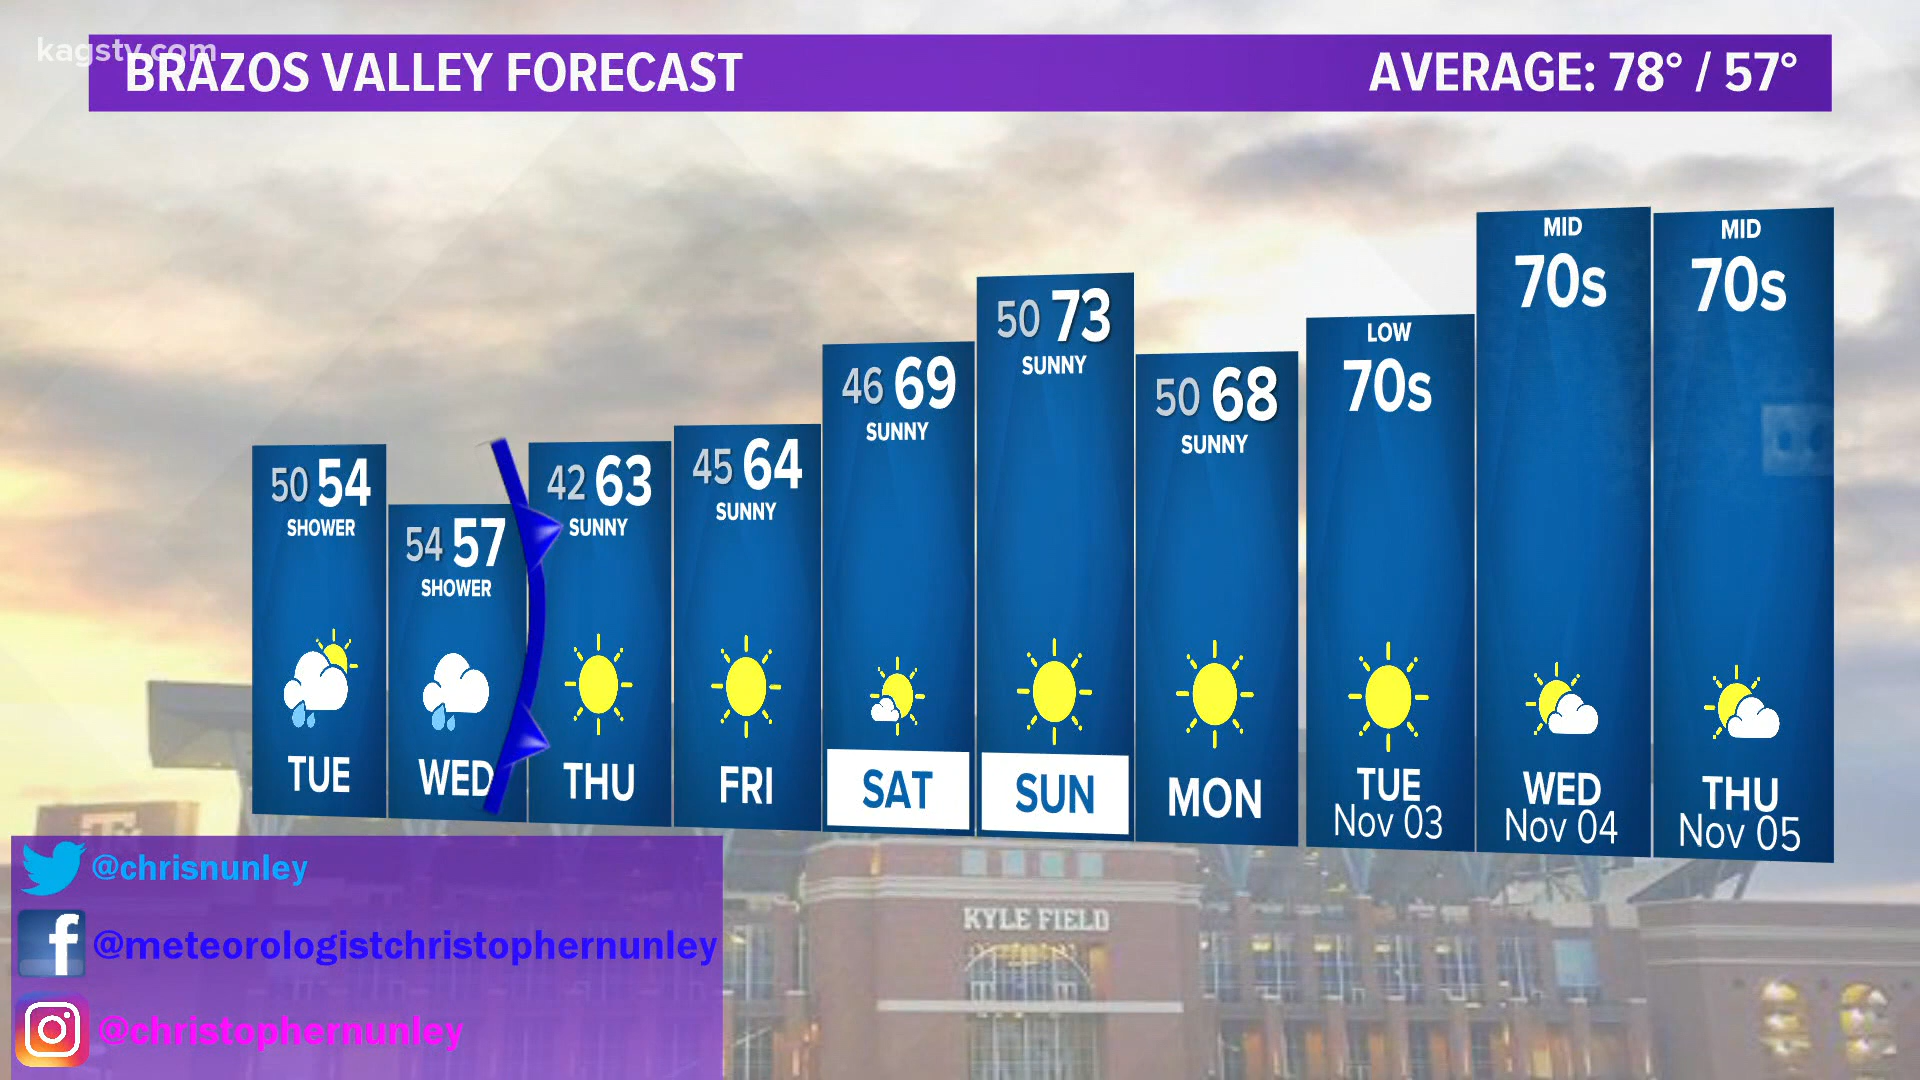 kagstv.com
BRAZOS VALLEY FORECAST
AVERAGE: 78° / 57°
50 54
SHOWER
TUE
54 57
SHOWER
WED
42 63
SUNNY
THU
45 64
SUNNY
FRI
46 69
SUNNY
SAT
50 73
SUNNY
SUN
50 68
SUNNY
MON
LOW
70s
TUE
Nov 03
MID
70s
WED
Nov 04
MID
70s
THU
Nov 05
@chrisnunley
@meteorologistchristophernunley
@christophernunley
KYLE FIELD